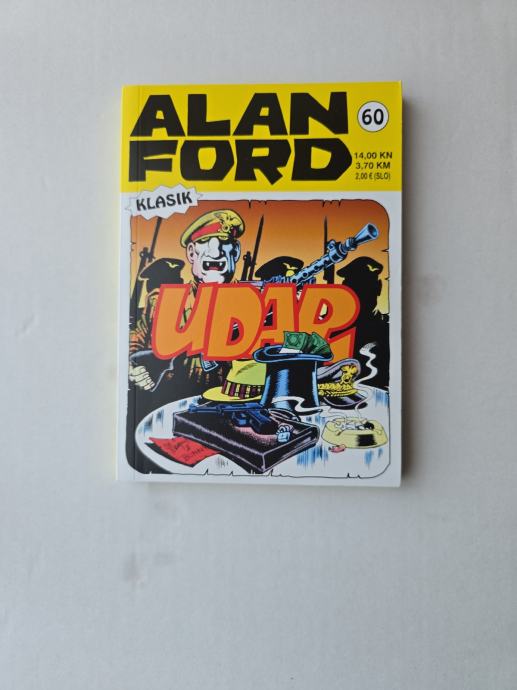 ALAN
FORD
60
14,00 KN
3,70 KM
2,00 € (SLO)
KLASIK
UDAR